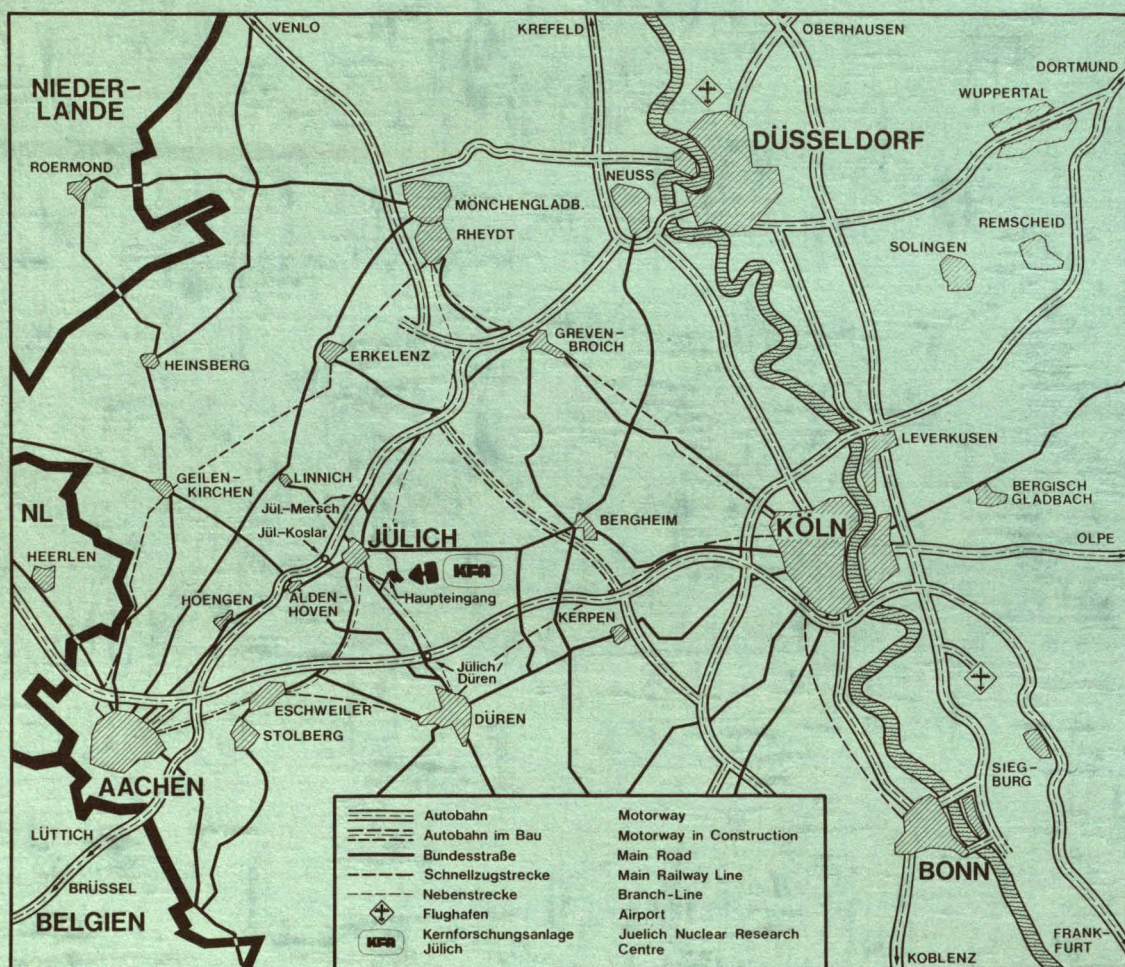 VENLO
KREFELD
OBERHAUSEN
DORTMUND
WUPPERTAL
NIEDER-
LANDE
DÜSSELDORF
ROERMOND
NEUSS
MÖNCHENGLADB.
RHEYDT
REMSCHEID
SOLINGEN
GREVEN-
BROICH
ERKELENZ
HEINSBERG
LEVERKUSEN
GEILEN-
KIRCHEN
LINNICH
BERGISCH
GLADBACH
Jül.-Mersch
NL
BERGHEIM
KÖLN
Jül.-Koslar
JÜLICH
OLPE
HEERLEN
KFA
Haupteingang
ALDEN-
HOVEN
HOENGEN
KERPEN
Jülich/
Düren
ESCHWEILER
DÜREN
STOLBERG
SIEG-
BURG
AACHEN
LÜTTICH
BONN
BRÜSSEL
BELGIEN
FRANK-
FURT
KOBLENZ
Autobahn Motorway
Autobahn im Bau Motorway in Construction
Bundesstraße Main Road
Schnellzugstrecke Main Railway Line
Nebenstrecke Branch-Line
Flughafen Airport
KFA Kernforschungsanlage Juelich Nuclear Research
Jülich Centre